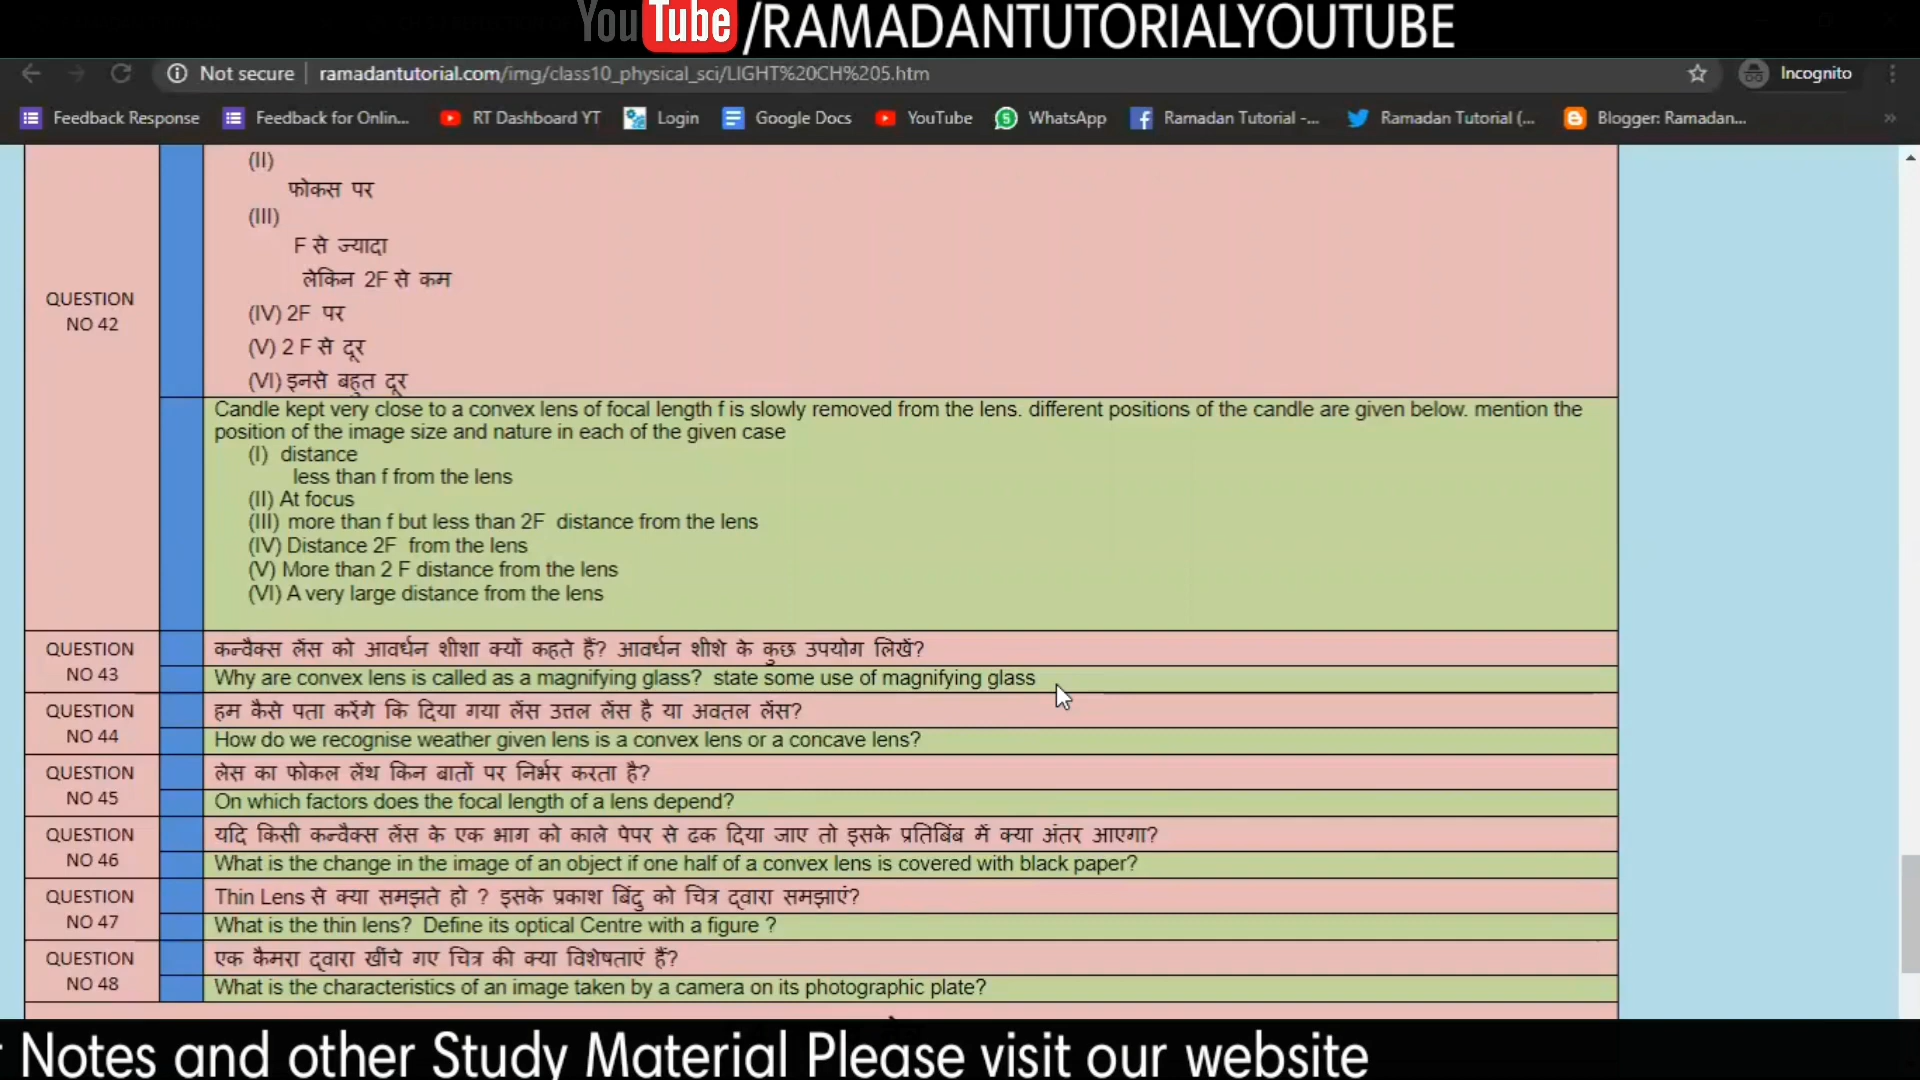 YouTube/RAMADANTUTORIALYOUTUBE
Not secure | ramadantutorial.com/img/class10_physical_sci/LIGHT%20CH%205.htm Incognito
Feedback Response Feedback for Onlin... RT Dashboard YT Login Google Docs YouTube WhatsApp Ramadan Tutorial -... Ramadan Tutorial (... Blogger: Ramadan... »
QUESTION
NO 42
(II)
फोकस पर
(III)
F से ज्यादा
लेकिन 2F से कम
(IV) 2F पर
(V) 2 F से दूर
(VI) इनसे बहुत दूर
Candle kept very close to a convex lens of focal length f is slowly removed from the lens. different positions of the candle are given below. mention the
position of the image size and nature in each of the given case
(I) distance
less than f from the lens
(II) At focus
(III) more than f but less than 2F distance from the lens
(IV) Distance 2F from the lens
(V) More than 2 F distance from the lens
(VI) A very large distance from the lens
QUESTION
NO 43
कन्वैक्स लेंस को आवर्धन शीशा क्यों कहते हैं? आवर्धन शीशे के कुछ उपयोग लिखें?
Why are convex lens is called as a magnifying glass? state some use of magnifying glass
QUESTION
NO 44
हम कैसे पता करेंगे कि दिया गया लेंस उत्तल लेंस है या अवतल लेंस?
How do we recognise weather given lens is a convex lens or a concave lens?
QUESTION
NO 45
लेस का फोकल लेंथ किन बातों पर निर्भर करता है?
On which factors does the focal length of a lens depend?
QUESTION
NO 46
यदि किसी कन्वैक्स लेंस के एक भाग को काले पेपर से ढक दिया जाए तो इसके प्रतिबिंब में क्या अंतर आएगा?
What is the change in the image of an object if one half of a convex lens is covered with black paper?
QUESTION
NO 47
Thin Lens से क्या समझते हो ? इसके प्रकाश बिंदु को चित्र द्वारा समझाएं?
What is the thin lens? Define its optical Centre with a figure ?
QUESTION
NO 48
एक कैमरा द्वारा खींचे गए चित्र की क्या विशेषताएं हैं?
What is the characteristics of an image taken by a camera on its photographic plate?
Notes and other Study Material Please visit our website